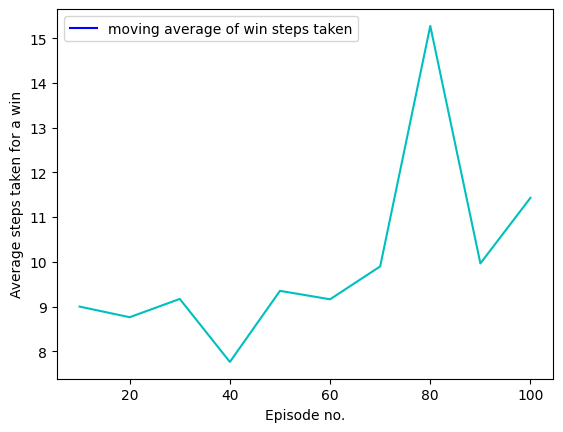 moving average of win steps taken
Average steps taken for a win
15
14
13
12
11
10
9
8
20 40 60 80 100
Episode no.